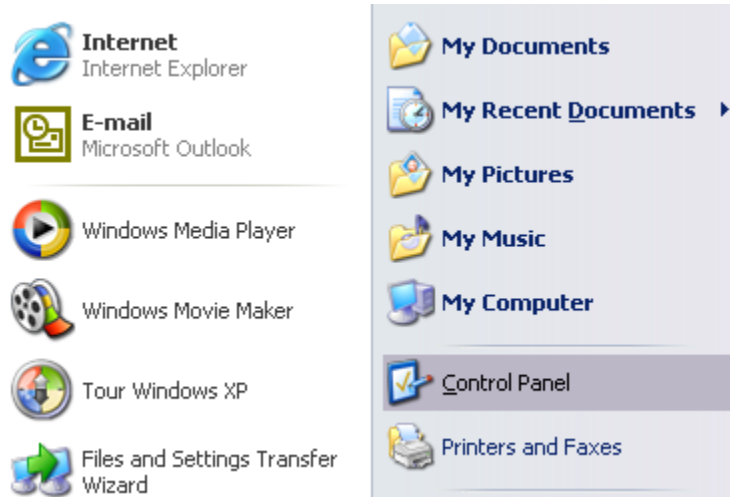 Internet
Internet Explorer
E-mail
Microsoft Outlook
Windows Media Player
Windows Movie Maker
Tour Windows XP
Files and Settings Transfer
Wizard
My Documents
My Recent Documents
My Pictures
My Music
My Computer
Control Panel
Printers and Faxes